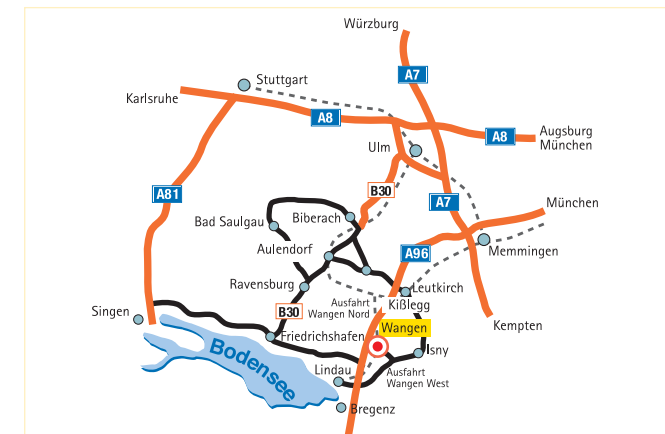 Würzburg
Stuttgart
A7
Karlsruhe
A8
A8
Augsburg
München
Ulm
B30
A81
A7
München
Bad Saulgau
Biberach
Aulendorf
A96
Memmingen
Ravensburg
Leutkirch
Ausfahrt
Wangen Nord
Kißlegg
Singen
B30
Wangen
Kempten
Friedrichshafen
Isny
Bodensee
Lindau
Ausfahrt
Wangen West
Bregenz